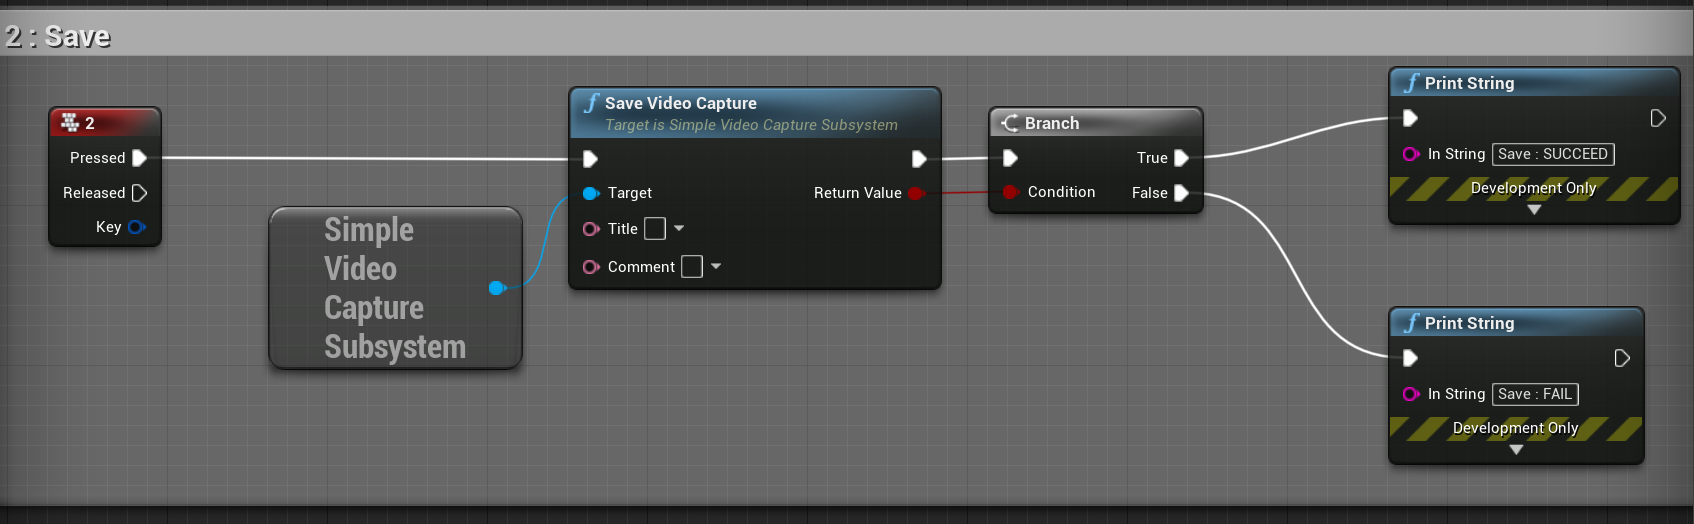 2 : Save
2
Pressed
Released
Key
Simple
Video
Capture
Subsystem
Save Video Capture
Target is Simple Video Capture Subsystem
Target
Return Value
Title
Comment
Branch
True
Condition
False
Print String
In String Save : SUCCEED
Development Only
Print String
In String Save : FAIL
Development Only